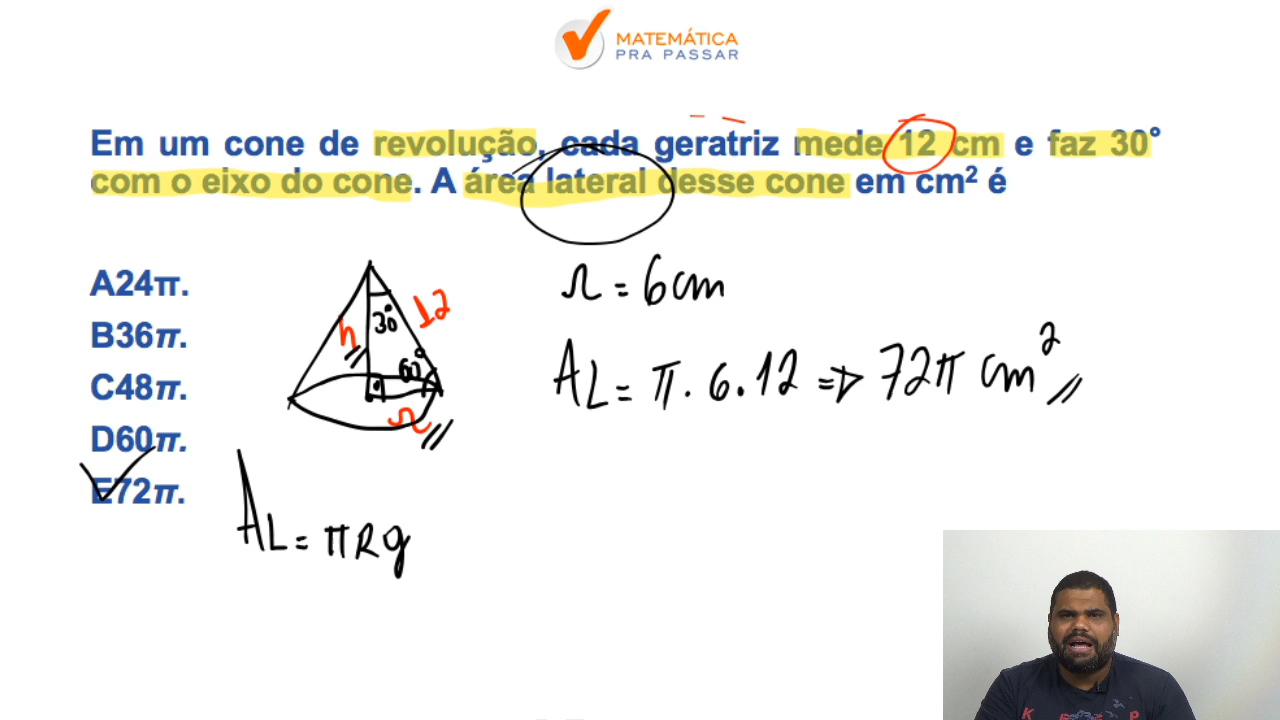 MATEMÁTICA
PRA PASSAR
Em um cone de revolução, cada geratriz mede 12 cm e faz 30°
com o eixo do cone. A área lateral desse cone em cm² é
A24π.
B36π.
C48π.
D60π.
E72π.
h
30°
12
60°
r
r = 6cm
AL = π . 6 . 12 => 72π cm²
AL = πRg